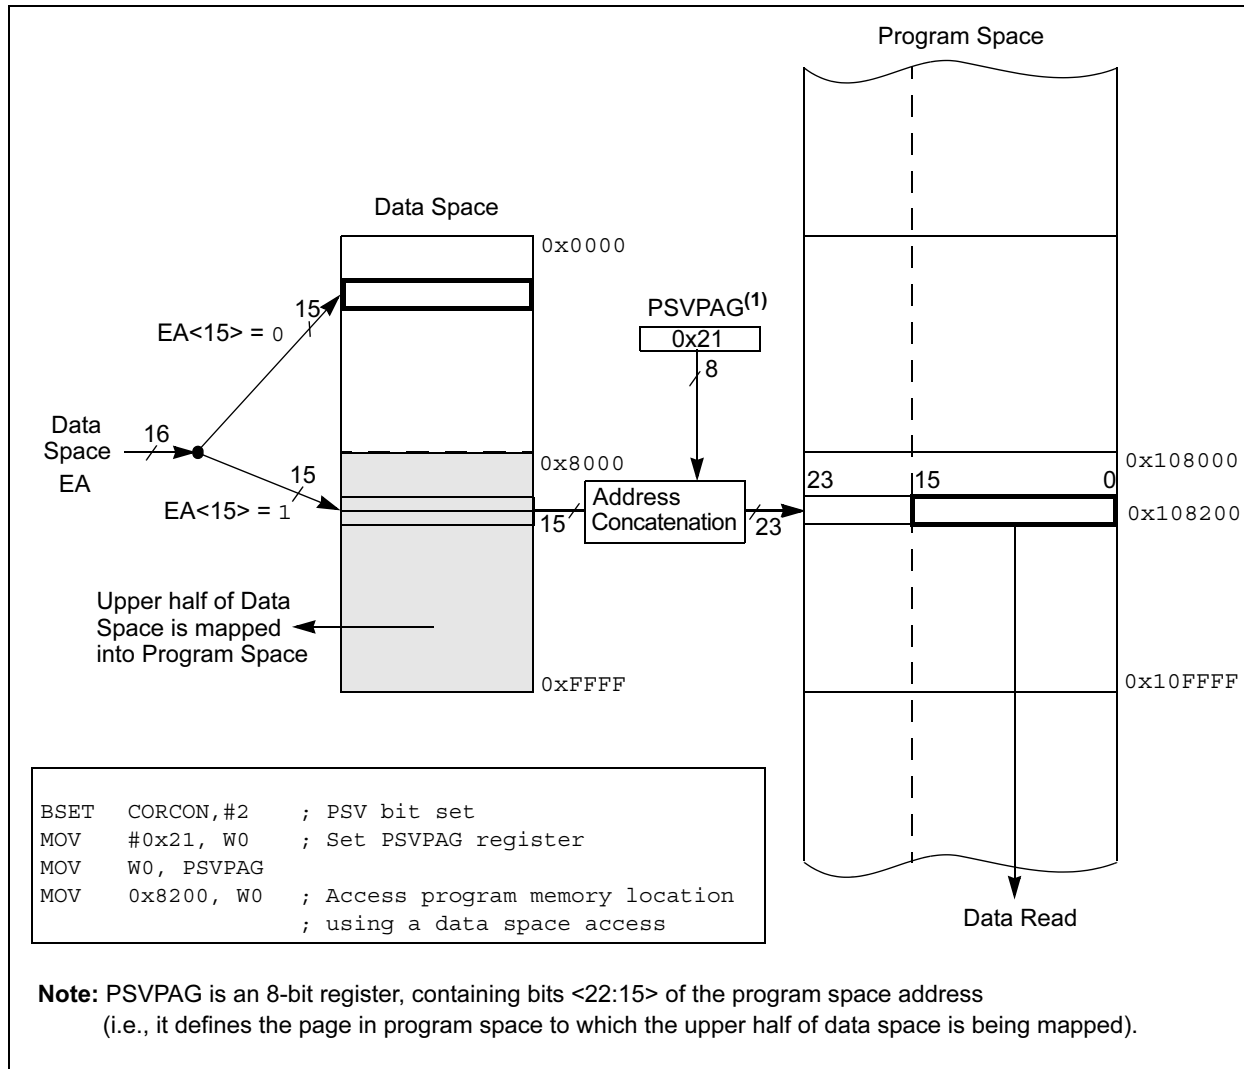 Program Space
Data Space
0x0000
15
EA<15> = 0
PSVPAG(1)
0x21
8
Data
Space
EA
16
15
EA<15> = 1
0x8000
15
Address
Concatenation
23
23
15
0
0x108000
0x108200
Upper half of Data
Space is mapped
into Program Space
0xFFFF
0x10FFFF
BSET CORCON,#2 ; PSV bit set
MOV #0x21, W0 ; Set PSVPAG register
MOV W0, PSVPAG
MOV 0x8200, W0 ; Access program memory location
; using a data space access
Data Read
Note: PSVPAG is an 8-bit register, containing bits <22:15> of the program space address
(i.e., it defines the page in program space to which the upper half of data space is being mapped).